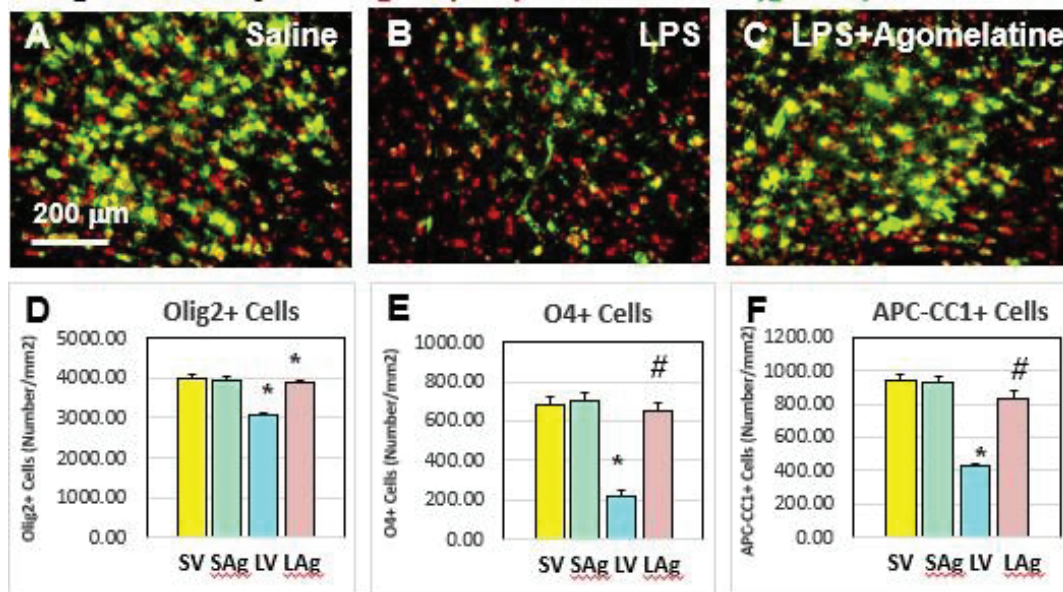 A Saline
B LPS
C LPS+Agomelatine
200 μm
D Olig2+ Cells
Olig2+ Cells (Number/mm2)
5000.00
4000.00
3000.00
2000.00
1000.00
0.00
* *
SV SAg LV LAg
E O4+ Cells
O4+ Cells (Number/mm2)
1000.00
800.00
600.00
400.00
200.00
0.00
* #
SV SAg LV LAg
F APC-CC1+ Cells
APC-CC1+ Cells (Number/mm2)
1200.00
1000.00
800.00
600.00
400.00
200.00
0.00
* #
SV SAg LV LAg